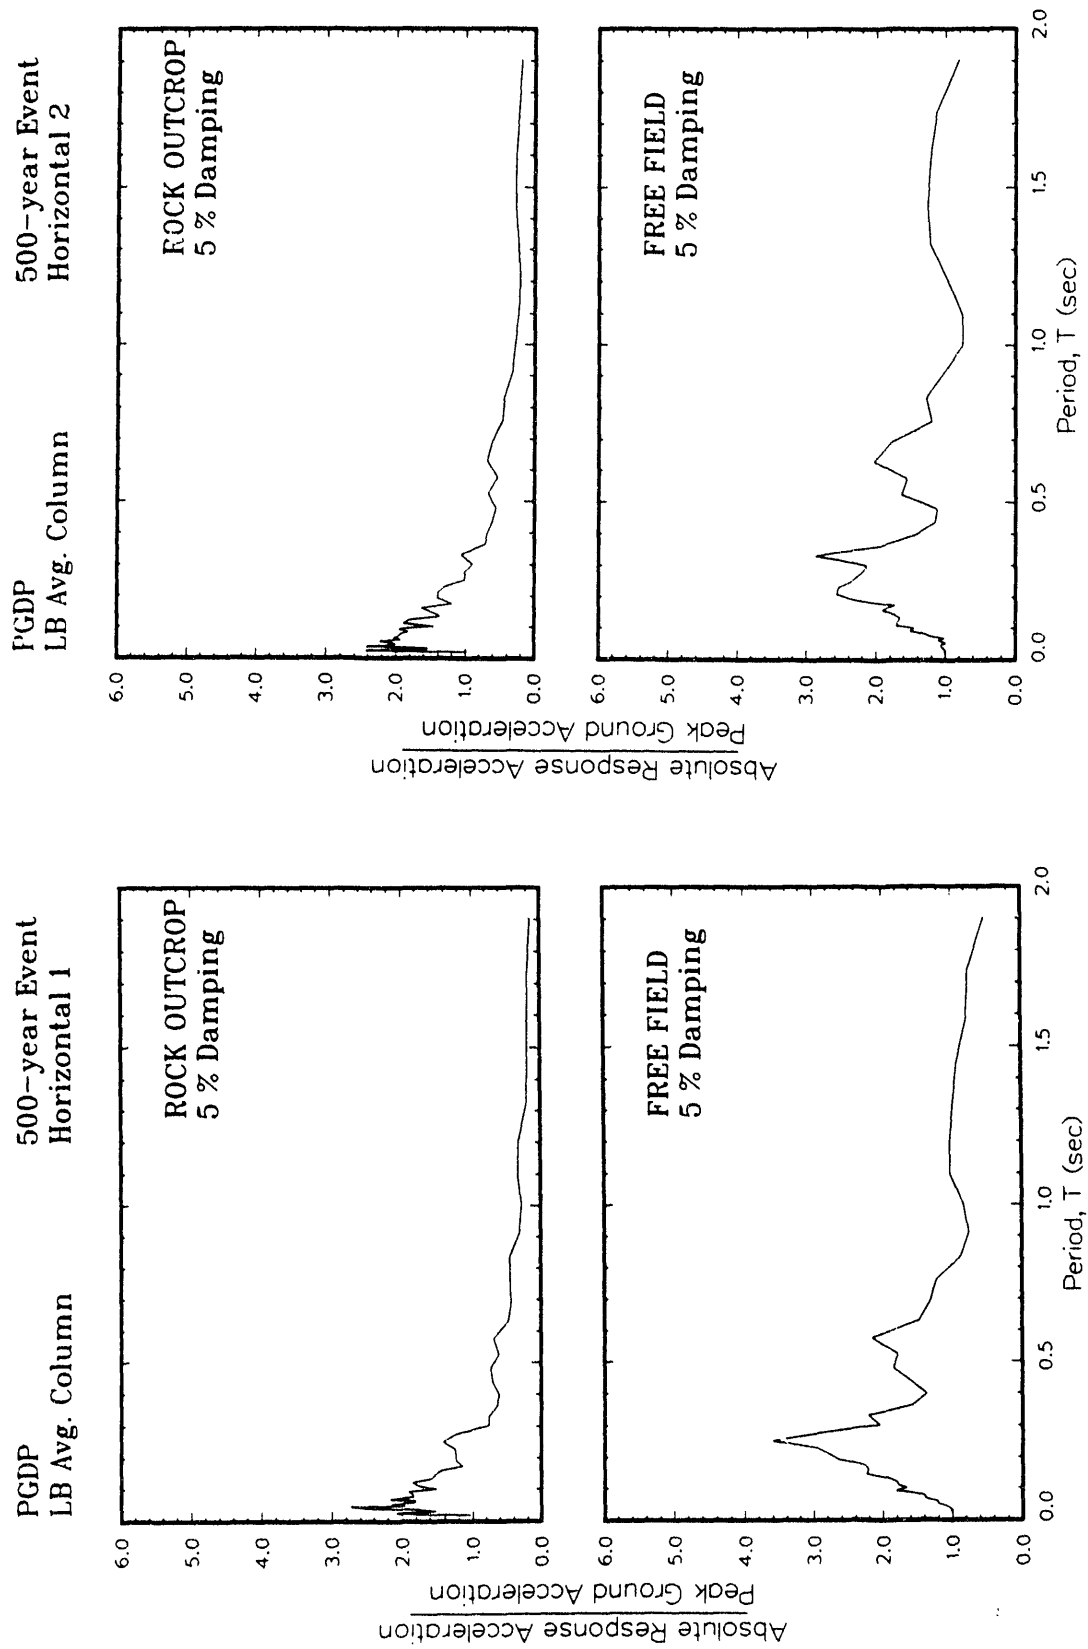 PGDP 500-year Event
LB Avg. Column Horizontal 1
6.0
5.0
4.0
3.0
2.0
1.0
0.0
ROCK OUTCROP
5 % Damping
6.0
5.0
4.0
3.0
2.0
1.0
0.0
FREE FIELD
5 % Damping
Absolute Response Acceleration
Peak Ground Acceleration
0.0 0.5 1.0 1.5 2.0
Period, T (sec)
PGDP 500-year Event
LB Avg. Column Horizontal 2
6.0
5.0
4.0
3.0
2.0
1.0
0.0
ROCK OUTCROP
5 % Damping
6.0
5.0
4.0
3.0
2.0
1.0
0.0
FREE FIELD
5 % Damping
Absolute Response Acceleration
Peak Ground Acceleration
0.0 0.5 1.0 1.5 2.0
Period, T (sec)